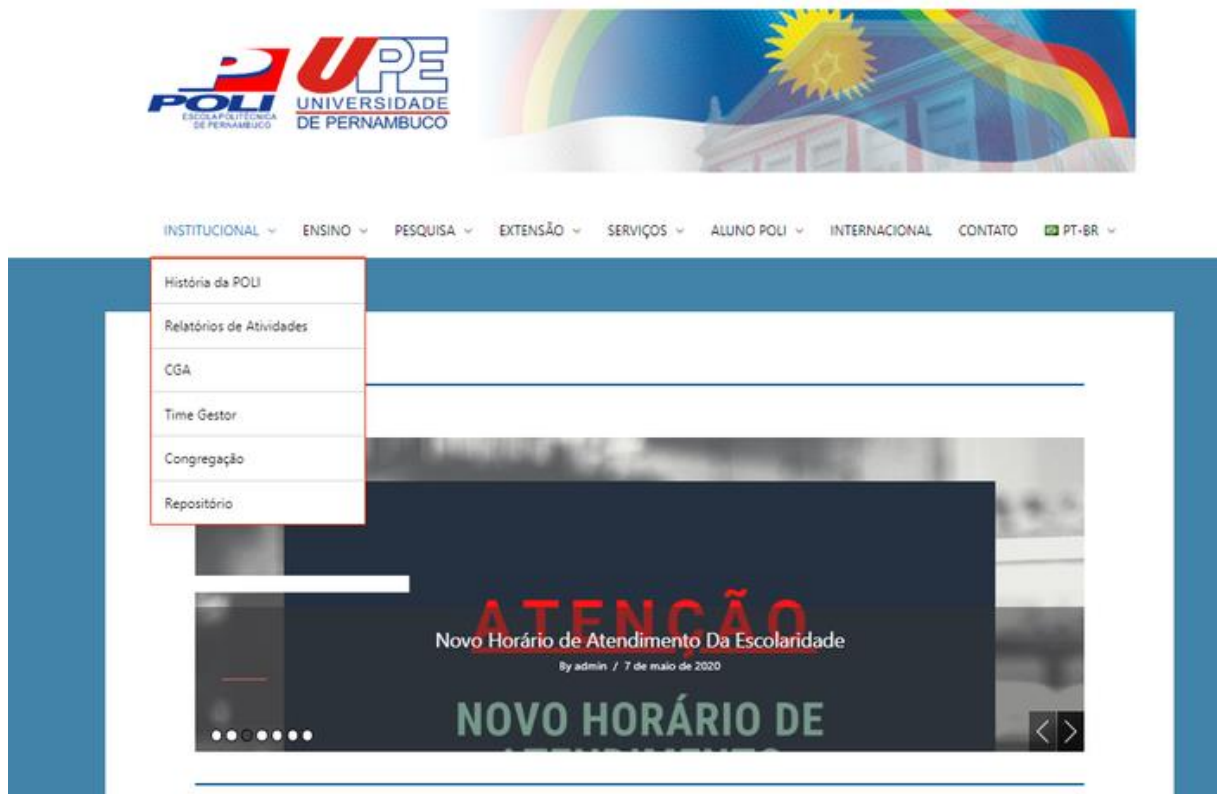 POLI
ESCOLA POLITÉCNICA
DE PERNAMBUCO
UPE
UNIVERSIDADE
DE PERNAMBUCO
INSTITUCIONAL ENSINO PESQUISA EXTENSÃO SERVIÇOS ALUNO POLI INTERNACIONAL CONTATO PT-BR
História da POLI
Relatórios de Atividades
CGA
Time Gestor
Congregação
Repositório
ATENÇÃO
Novo Horário de Atendimento Da Escolaridade
By admin / 7 de maio de 2020
NOVO HORÁRIO DE
ATENDIMENTO